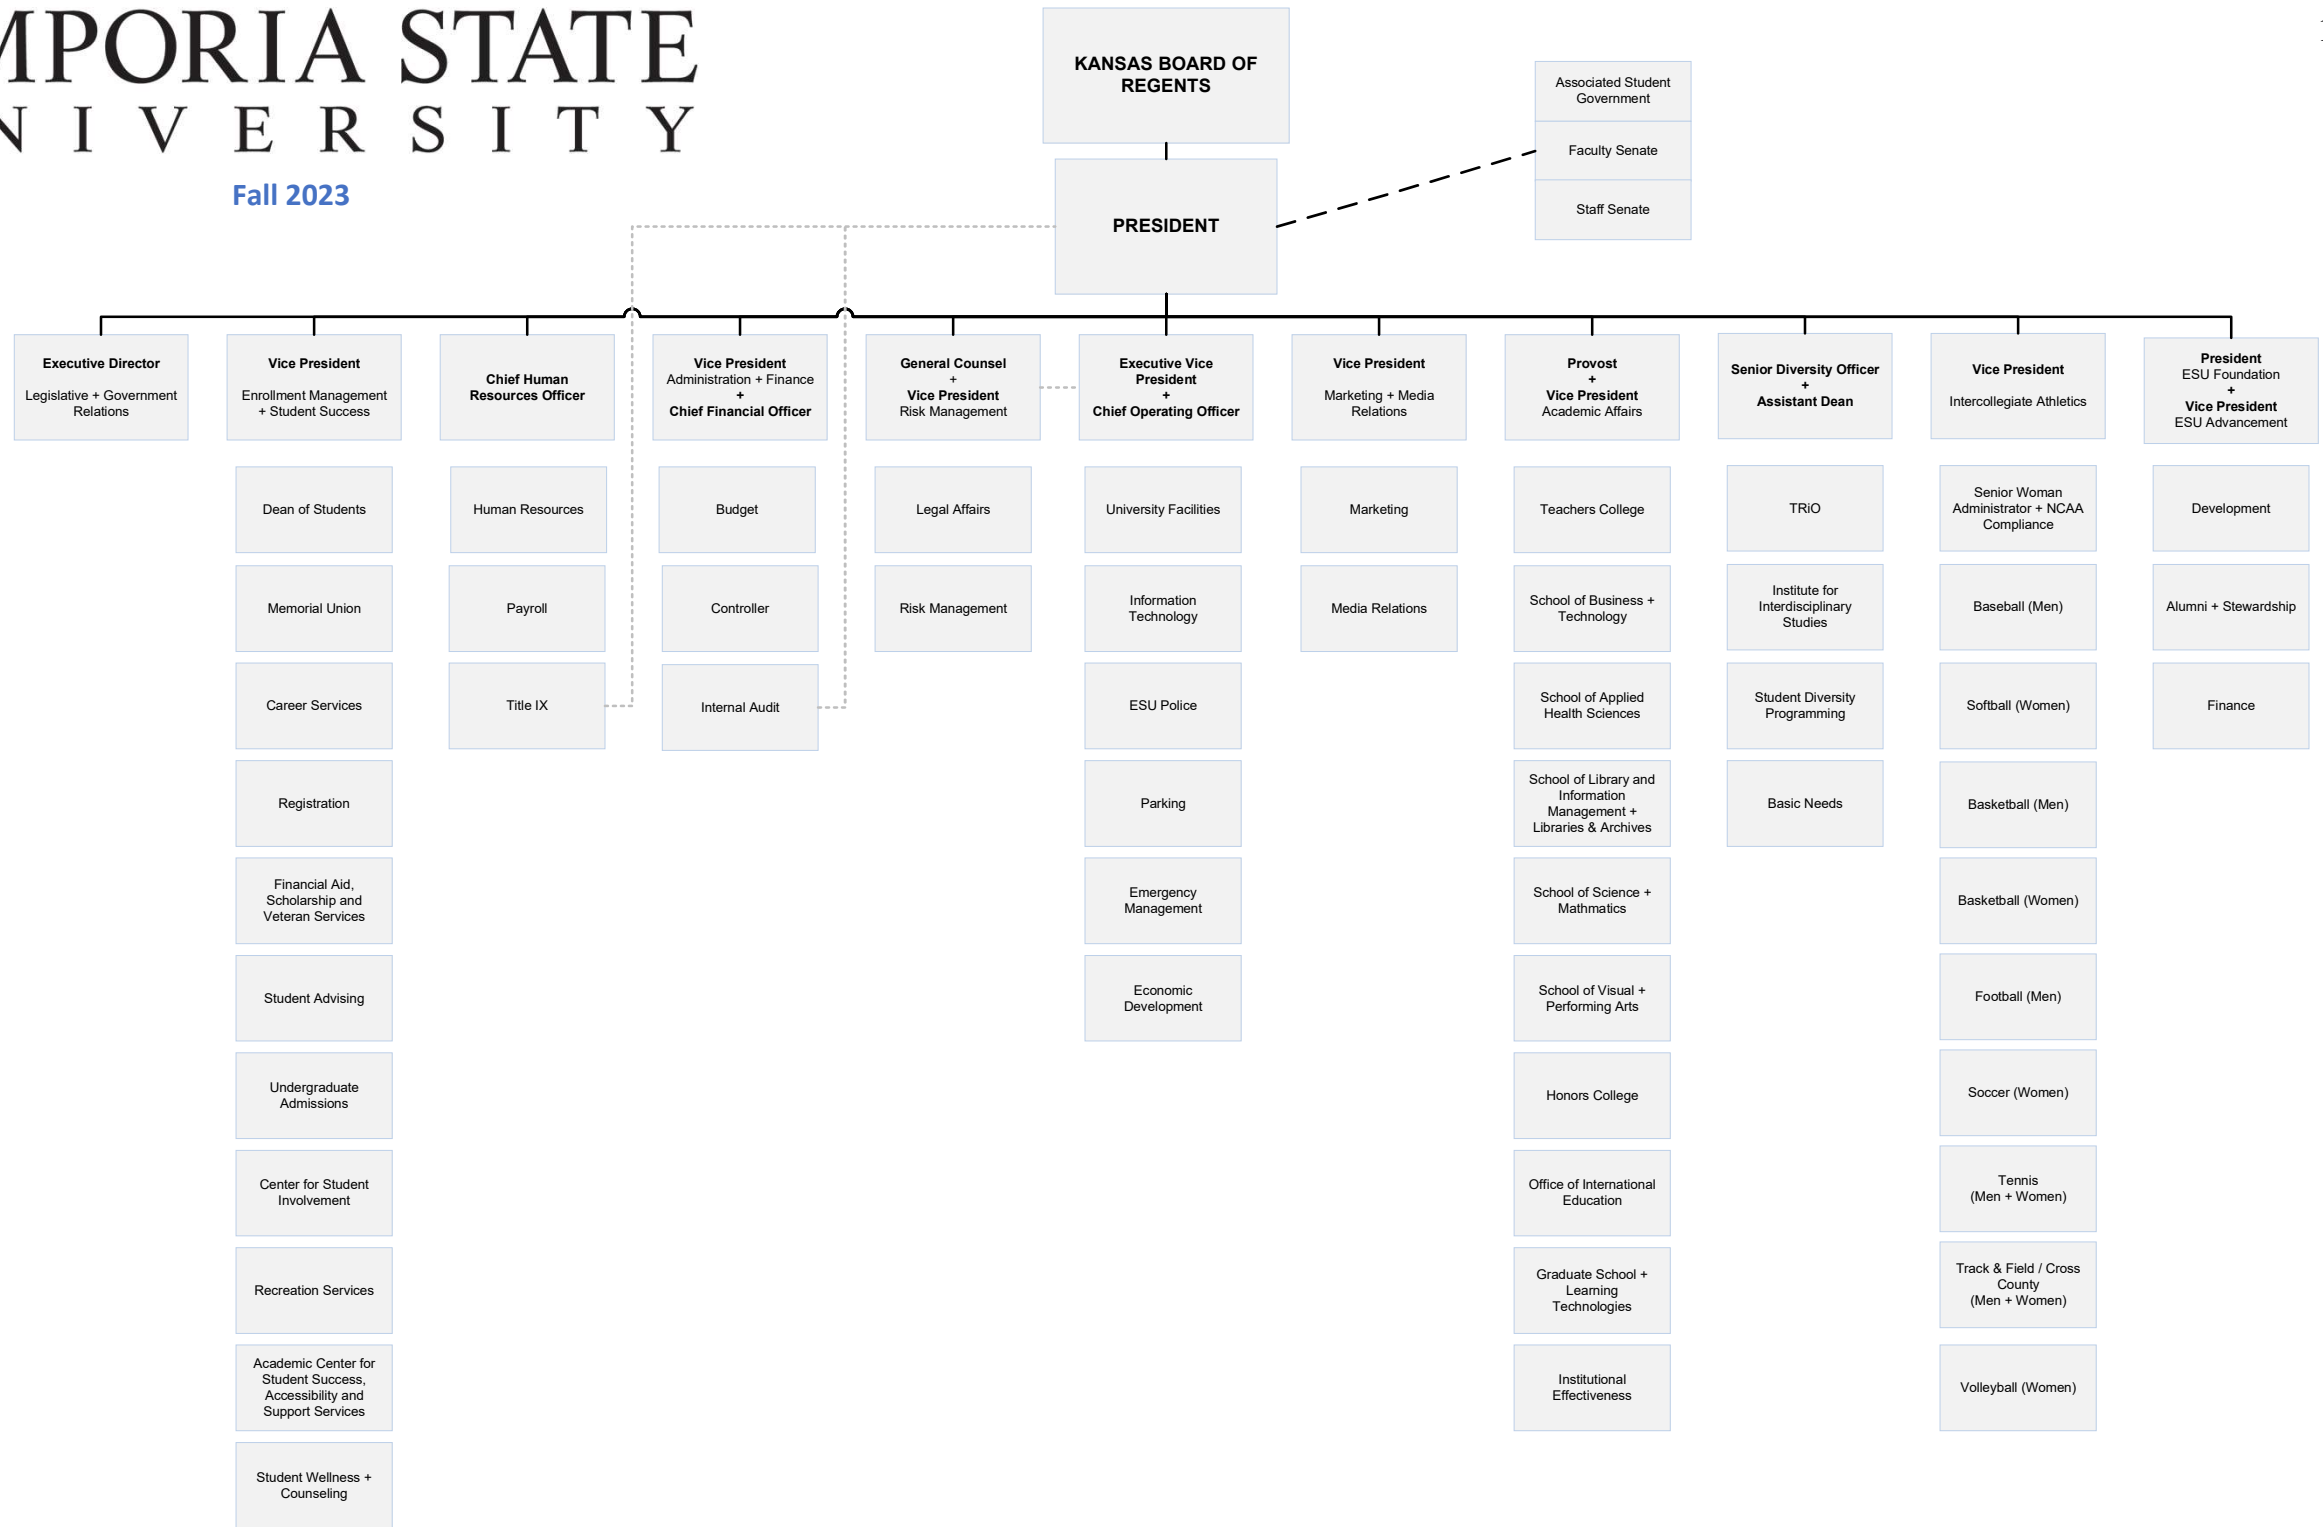 MPORIA STATE
NIVERSITY
Fall 2023
KANSAS BOARD OF
REGENTS
PRESIDENT
Associated Student
Government
Faculty Senate
Staff Senate
Executive Director
Legislative + Government
Relations
Vice President
Enrollment Management
+ Student Success
Chief Human
Resources Officer
Vice President
Administration + Finance
+
Chief Financial Officer
General Counsel
+
Vice President
Risk Management
Executive Vice
President
+
Chief Operating Officer
Vice President
Marketing + Media
Relations
Provost
+
Vice President
Academic Affairs
Senior Diversity Officer
+
Assistant Dean
Vice President
Intercollegiate Athletics
President
ESU Foundation
+
Vice President
ESU Advancement
Dean of Students
Memorial Union
Career Services
Registration
Financial Aid,
Scholarship and
Veteran Services
Student Advising
Undergraduate
Admissions
Center for Student
Involvement
Recreation Services
Academic Center for
Student Success,
Accessibility and
Support Services
Student Wellness +
Counseling
Human Resources
Payroll
Title IX
Budget
Controller
Internal Audit
Legal Affairs
Risk Management
University Facilities
Information
Technology
ESU Police
Parking
Emergency
Management
Economic
Development
Marketing
Media Relations
Teachers College
School of Business +
Technology
School of Applied
Health Sciences
School of Library and
Information
Management +
Libraries & Archives
School of Science +
Mathmatics
School of Visual +
Performing Arts
Honors College
Office of International
Education
Graduate School +
Learning
Technologies
Institutional
Effectiveness
TRiO
Institute for
Interdisciplinary
Studies
Student Diversity
Programming
Basic Needs
Senior Woman
Administrator + NCAA
Compliance
Baseball (Men)
Softball (Women)
Basketball (Men)
Basketball (Women)
Football (Men)
Soccer (Women)
Tennis
(Men + Women)
Track & Field / Cross
County
(Men + Women)
Volleyball (Women)
Development
Alumni + Stewardship
Finance